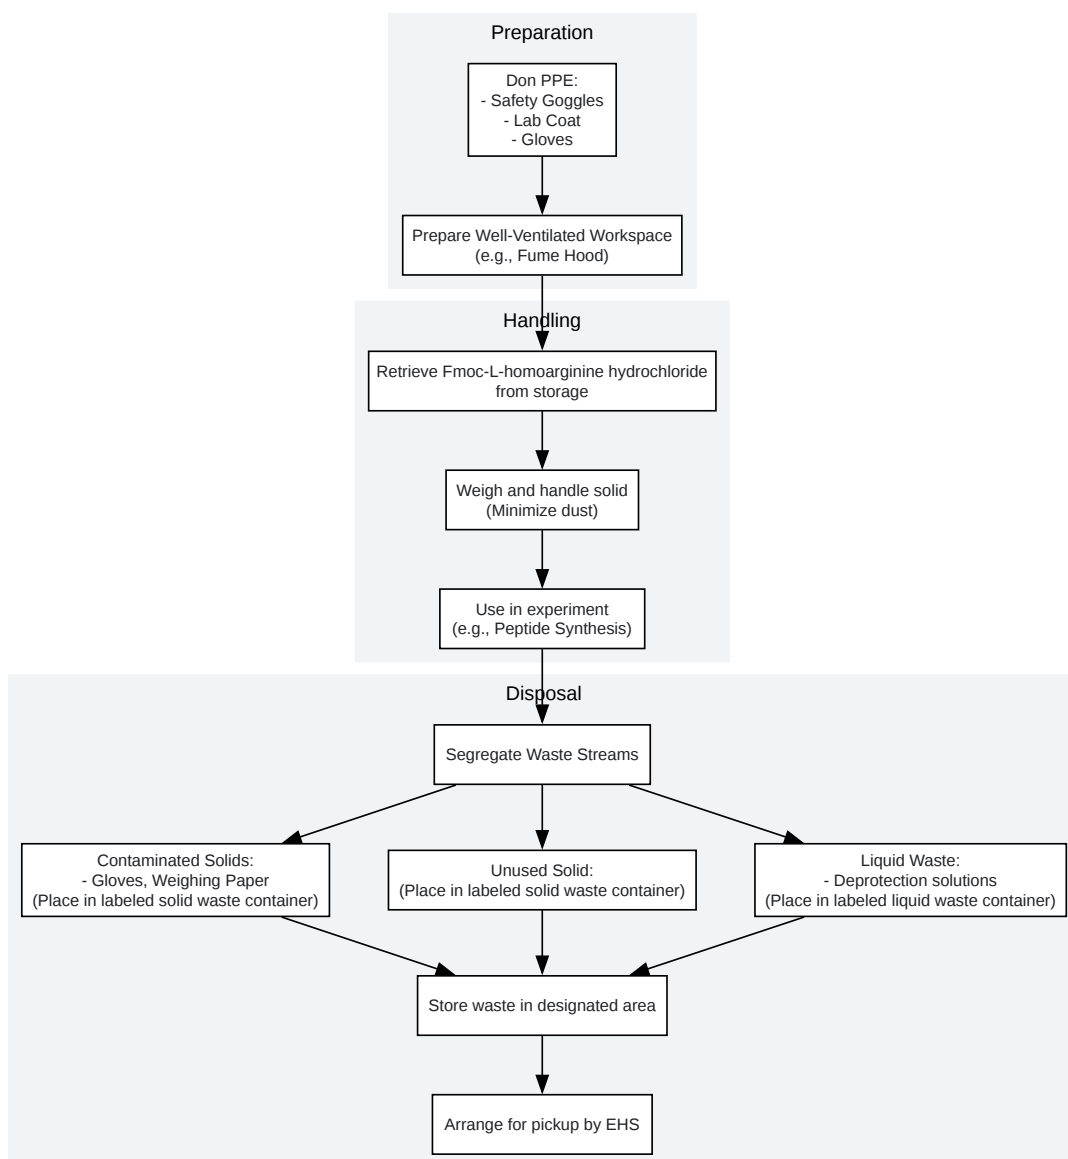 Preparation
Don PPE:
- Safety Goggles
- Lab Coat
- Gloves
Prepare Well-Ventilated Workspace
(e.g., Fume Hood)
Handling
Retrieve Fmoc-L-homoarginine hydrochloride
from storage
Weigh and handle solid
(Minimize dust)
Use in experiment
(e.g., Peptide Synthesis)
Disposal
Segregate Waste Streams
Contaminated Solids:
- Gloves, Weighing Paper
(Place in labeled solid waste container)
Unused Solid:
(Place in labeled solid waste container)
Liquid Waste:
- Deprotection solutions
(Place in labeled liquid waste container)
Store waste in designated area
Arrange for pickup by EHS